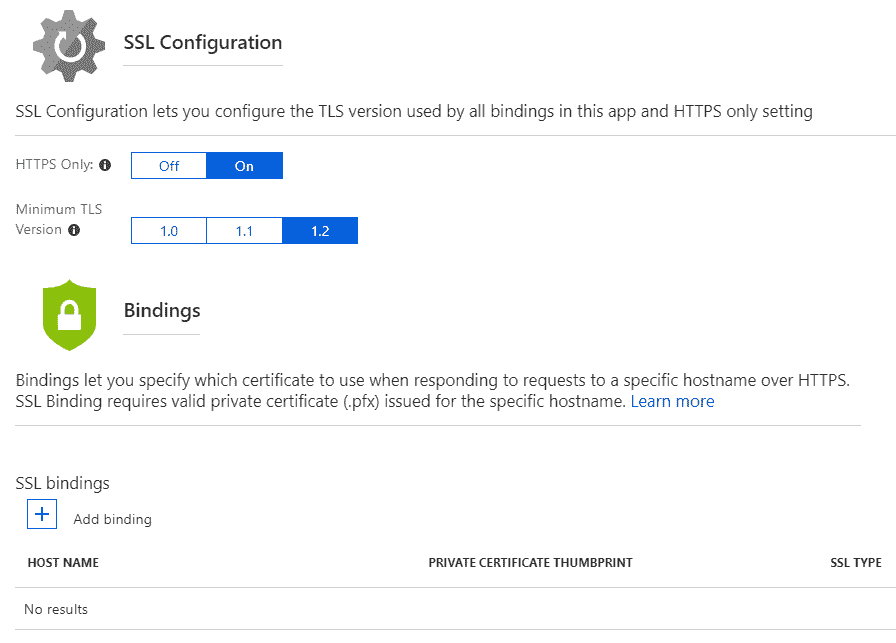 SSL Configuration
SSL Configuration lets you configure the TLS version used by all bindings in this app and HTTPS only setting
HTTPS Only: Off On
Minimum TLS
Version 1.0 1.1 1.2
Bindings
Bindings let you specify which certificate to use when responding to requests to a specific hostname over HTTPS.
SSL Binding requires valid private certificate (.pfx) issued for the specific hostname. Learn more
SSL bindings
Add binding
HOST NAME PRIVATE CERTIFICATE THUMBPRINT SSL TYPE
No results